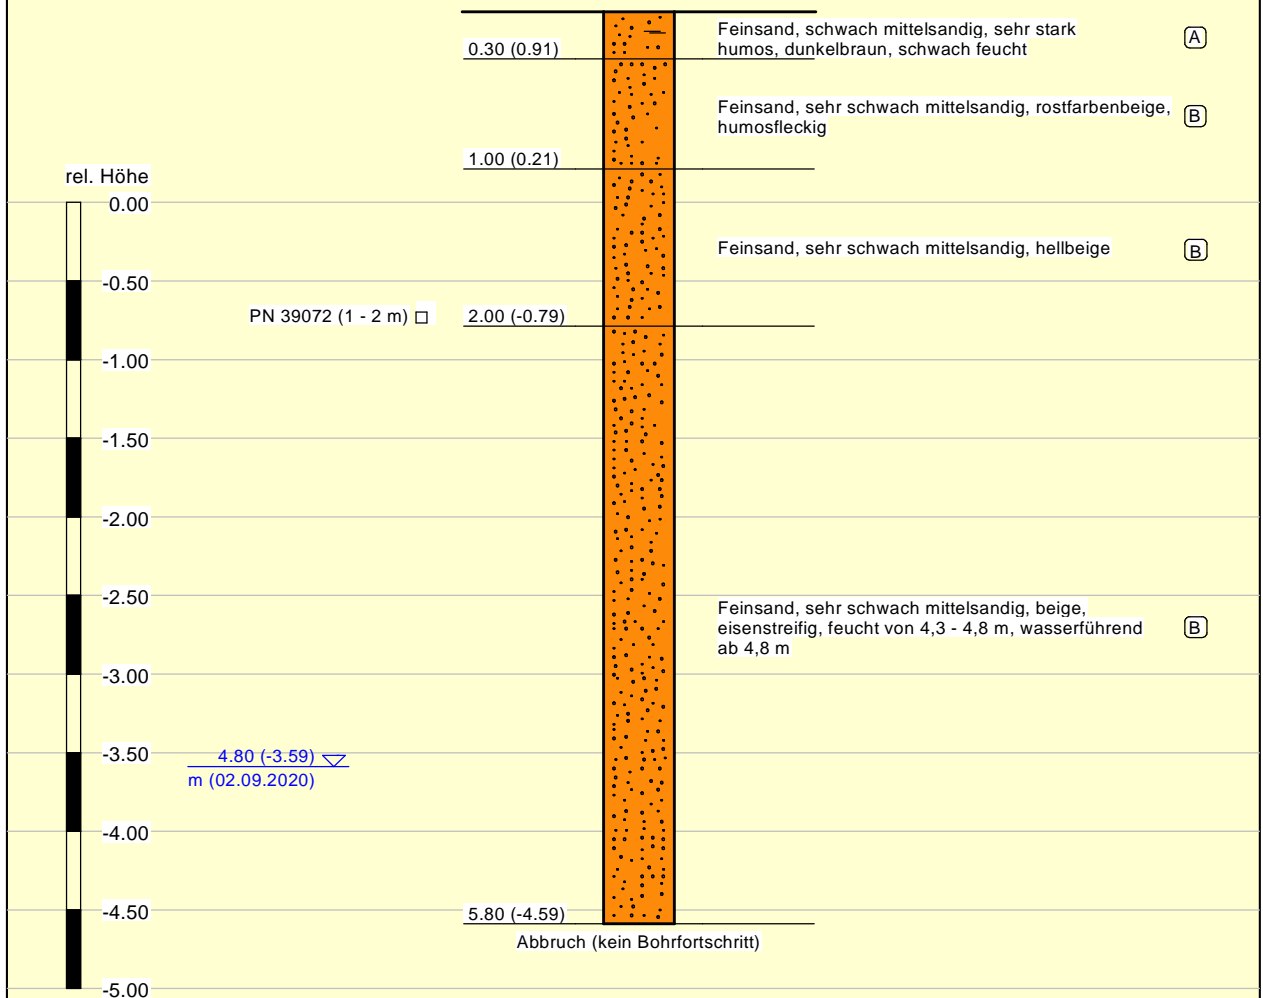 Feinsand, schwach mittelsandig, sehr stark
humos, dunkelbraun, schwach feucht
A
0.30 (0.91)
Feinsand, sehr schwach mittelsandig, rostfarbenbeige,
humosfleckig
B
1.00 (0.21)
rel. Höhe
0.00
Feinsand, sehr schwach mittelsandig, hellbeige
B
-0.50
PN 39072 (1 - 2 m)
2.00 (-0.79)
-1.00
-1.50
-2.00
-2.50
Feinsand, sehr schwach mittelsandig, beige,
eisenstreifig, feucht von 4,3 - 4,8 m, wasserführend
ab 4,8 m
B
-3.00
-3.50
4.80 (-3.59)
m (02.09.2020)
-4.00
-4.50
5.80 (-4.59)
Abbruch (kein Bohrfortschritt)
-5.00